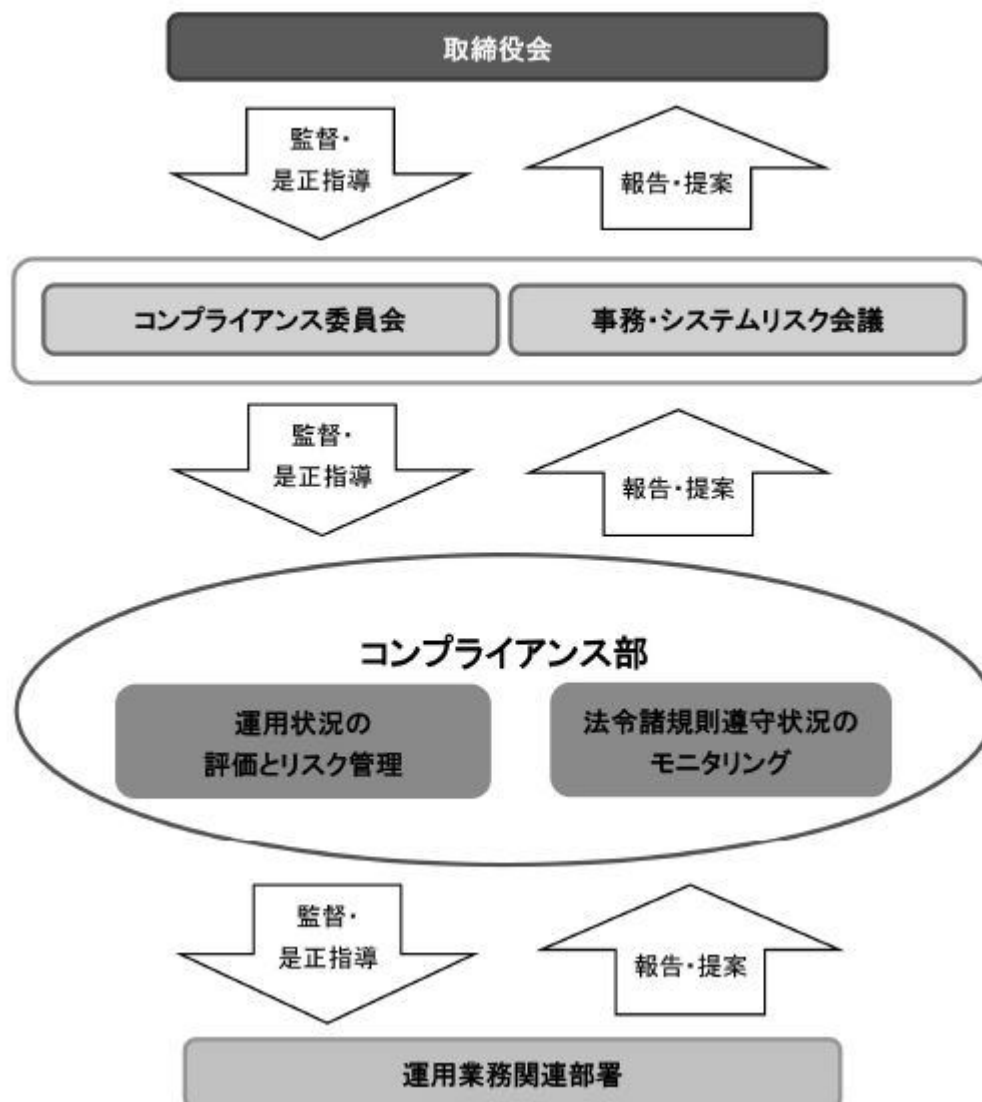 取締役会
監督・
是正指導
報告・提案
コンプライアンス委員会
事務・システムリスク会議
監督・
是正指導
報告・提案
コンプライアンス部
運用状況の
評価とリスク管理
法令諸規則遵守状況の
モニタリング
監督・
是正指導
報告・提案
運用業務関連部署